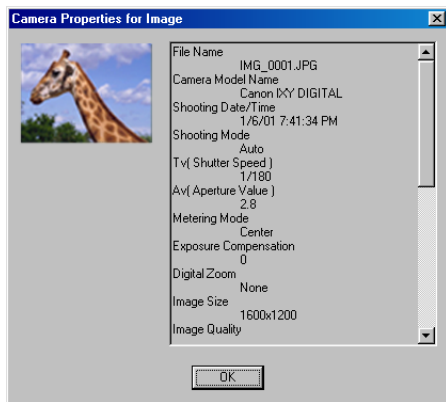 Camera Properties for Image
File Name
IMG_0001.JPG
Camera Model Name
Canon IXY DIGITAL
Shooting Date/Time
1/6/01 7:41:34 PM
Shooting Mode
Auto
Tv( Shutter Speed )
1/180
Av( Aperture Value )
2.8
Metering Mode
Center
Exposure Compensation
0
Digital Zoom
None
Image Size
1600x1200
Image Quality
OK